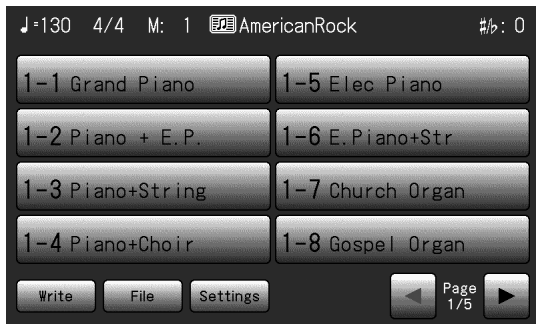 ♩=130 4/4 M: 1 AmericanRock ♯/♭: 0
1-1 Grand Piano
1-5 Elec Piano
1-2 Piano + E.P.
1-6 E.Piano+Str
1-3 Piano+String
1-7 Church Organ
1-4 Piano+Choir
1-8 Gospel Organ
Write File Settings
Page
1/5